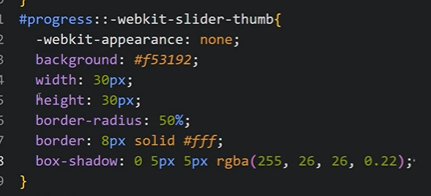 }
#progress::-webkit-slider-thumb{
-webkit-appearance: none;
background: #f53192;
width: 30px;
height: 30px;
border-radius: 50%;
border: 8px solid #fff;
box-shadow: 0 5px 5px rgba(255, 26, 26, 0.22);
}